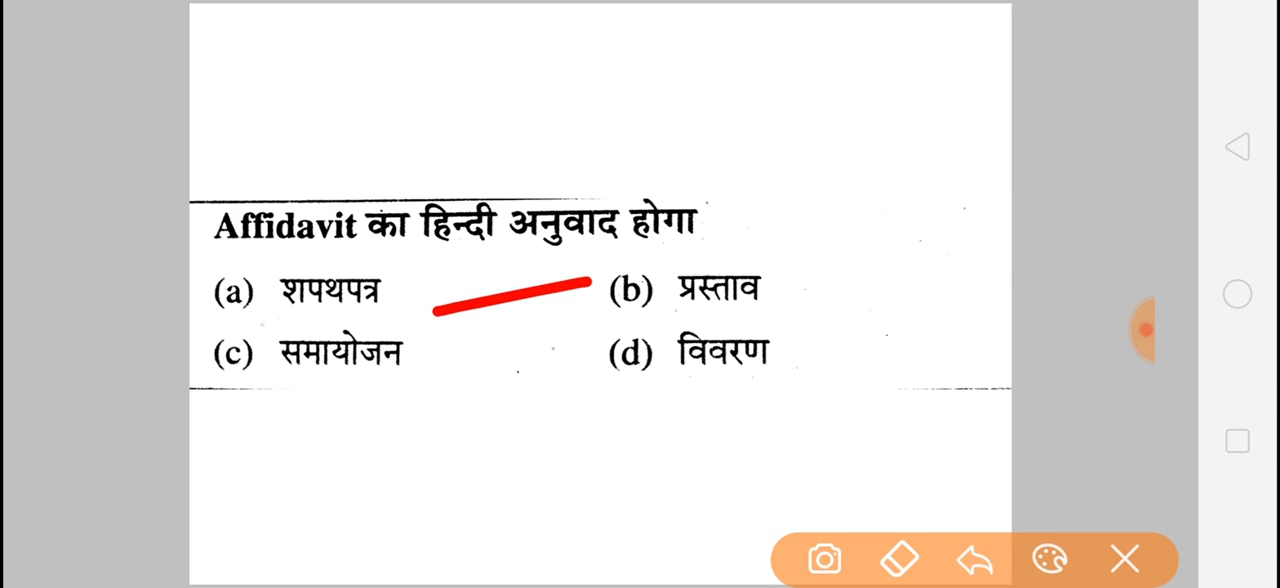 Affidavit का हिन्दी अनुवाद होगा
(a) शपथपत्र (b) प्रस्ताव
(c) समायोजन (d) विवरण